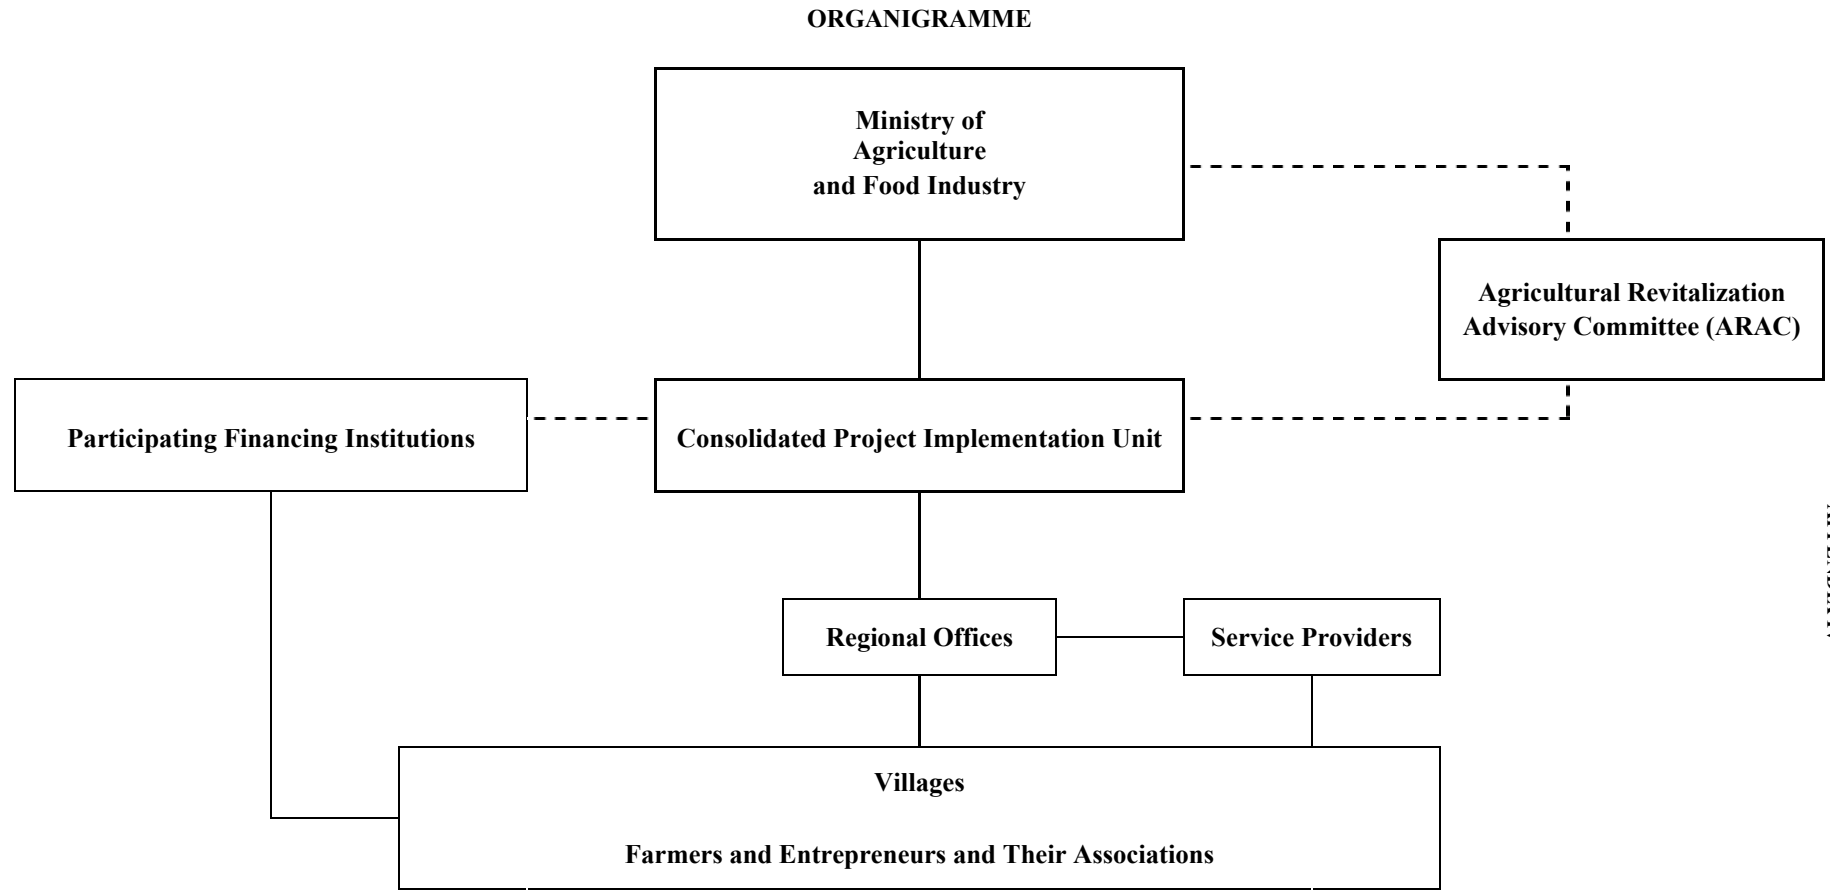 ORGANIGRAMME
Ministry of
Agriculture
and Food Industry
Agricultural Revitalization
Advisory Committee (ARAC)
Participating Financing Institutions
Consolidated Project Implementation Unit
Regional Offices
Service Providers
Villages
Farmers and Entrepreneurs and Their Associations